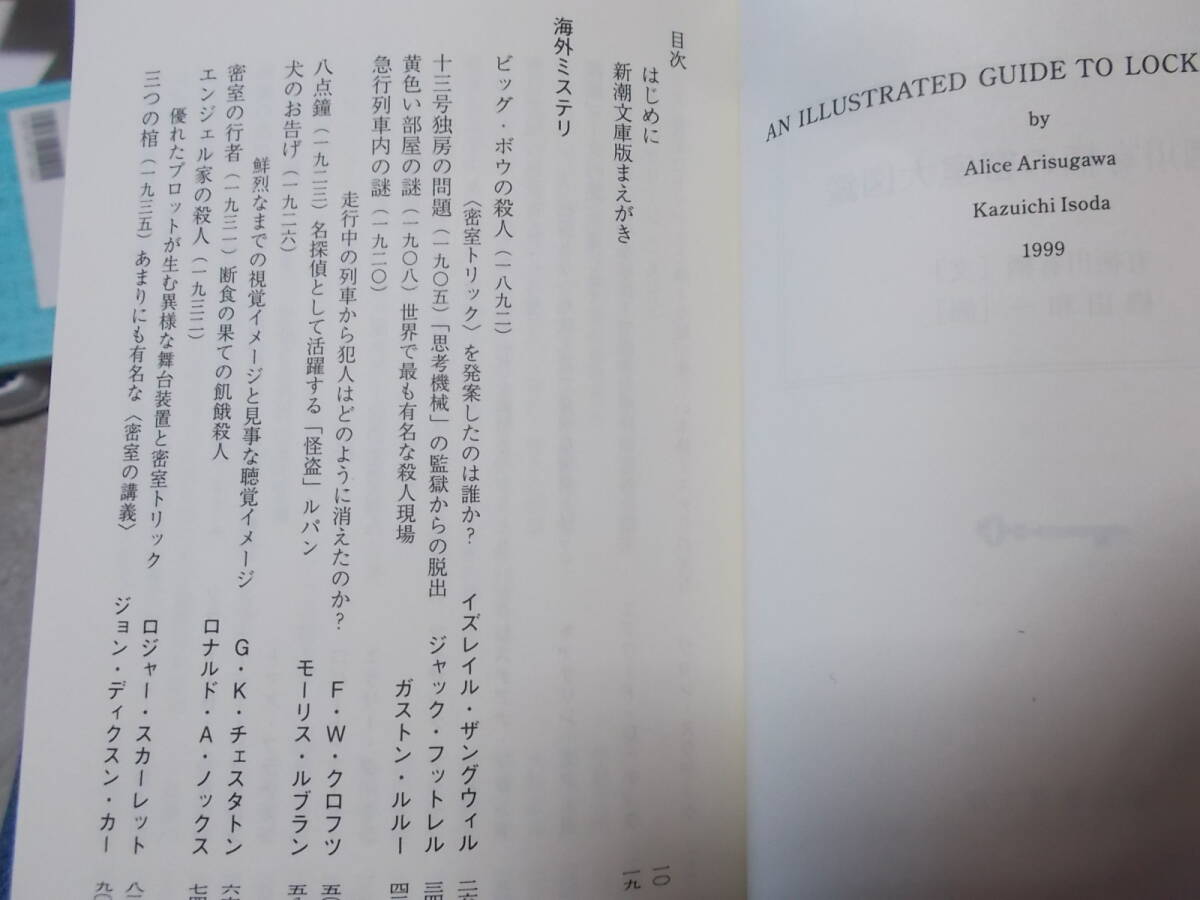 AN ILLUSTRATED GUIDE TO LOCK
by
Alice Arisugawa
Kazuichi Isoda
1999
目次
はじめに 一〇
新潮文庫版まえがき 一九
海外ミステリ
ビッグ・ボウの殺人（一八九二）
〈密室トリック〉を発案したのは誰か？ イズレイル・ザングウィル
十三号独房の問題（一九〇五）「思考機械」の監獄からの脱出 ジャック・フットレル 三四
黄色い部屋の謎（一九〇八）世界で最も有名な殺人現場 ガストン・ルルー
急行列車内の謎（一九二〇）
走行中の列車から犯人はどのように消えたのか？ F・W・クロフツ
八点鐘（一九二三）名探偵として活躍する「怪盗」ルパン モーリス・ルブラン
犬のお告げ（一九二六）
鮮烈なまでの視覚イメージと見事な聴覚イメージ G・K・チェスタトン
密室の行者（一九三一）断食の果ての飢餓殺人 ロナルド・A・ノックス 七四
エンジェル家の殺人（一九三二）
優れたプロットが生む異様な舞台装置と密室トリック ロジャー・スカーレット
三つの棺（一九三五）あまりにも有名な〈密室の講義〉 ジョン・ディクスン・カー 九〇